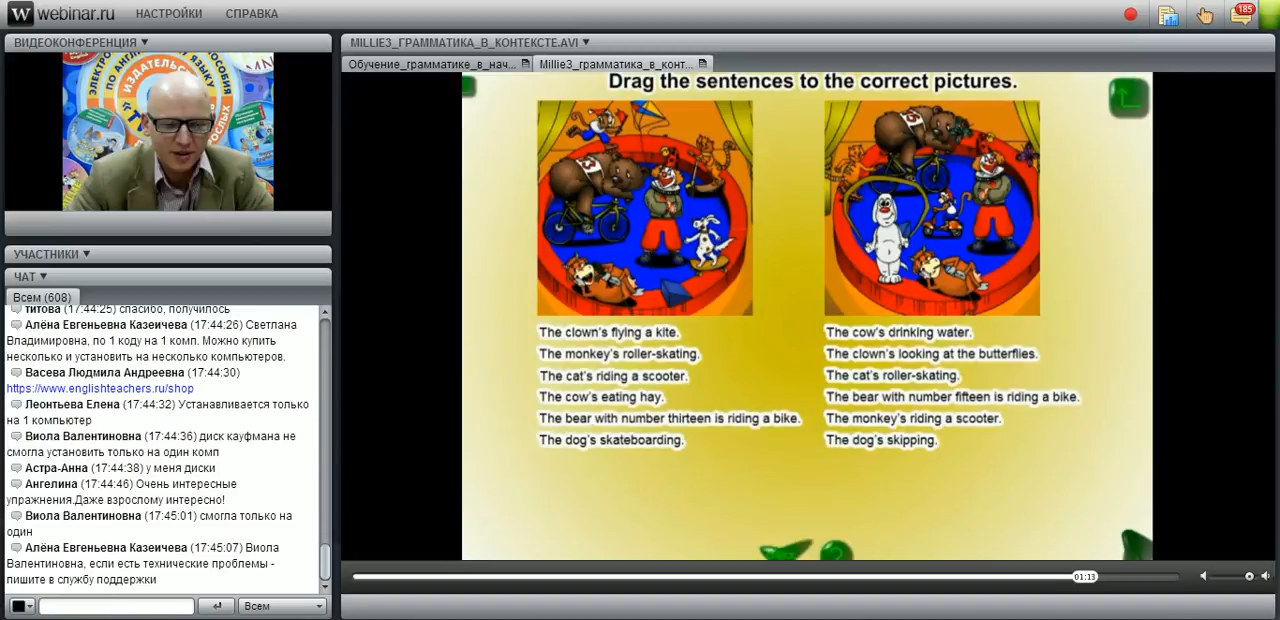 W webinar.ru НАСТРОЙКИ СПРАВКА
185
ВИДЕОКОНФЕРЕНЦИЯ
ЭЛЕКТРО
ПОСОБИЯ
ПО АНГЛИЙ
ЯЗЫКУ
ИЗДАТЕЛЬС
MILLIE3_ГРАММАТИКА_В_КОНТЕКСТЕ.AVI
Обучение_грамматике_в_нач...
Millie3_грамматика_в_конт...
УЧАСТНИКИ
ЧАТ
Всем (608)
титова (17:44:25) спасибо, получилось
Алёна Евгеньевна Казеичева (17:44:26) Светлана
Владимировна, по 1 коду на 1 комп. Можно купить
несколько и установить на несколько компьютеров.
Васева Людмила Андреевна (17:44:30)
https://www.englishteachers.ru/shop
Леонтьева Елена (17:44:32) Устанавливается только
на 1 компьютер
Виола Валентиновна (17:44:36) диск кауфмана не
смогла установить только на один комп
Астра-Анна (17:44:38) у меня диски
Ангелина (17:44:46) Очень интересные
упражнения.Даже взрослому интересно!
Виола Валентиновна (17:45:01) смогла только на
один
Алёна Евгеньевна Казеичева (17:45:07) Виола
Валентиновна, если есть технические проблемы -
пишите в службу поддержки
Всем
Drag the sentences to the correct pictures.
13
15
The clown's flying a kite.
The monkey's roller-skating.
The cat's riding a scooter.
The cow's eating hay.
The bear with number thirteen is riding a bike.
The dog's skateboarding.
The cow's drinking water.
The clown's looking at the butterflies.
The cat's roller-skating.
The bear with number fifteen is riding a bike.
The monkey's riding a scooter.
The dog's skipping.
01:13